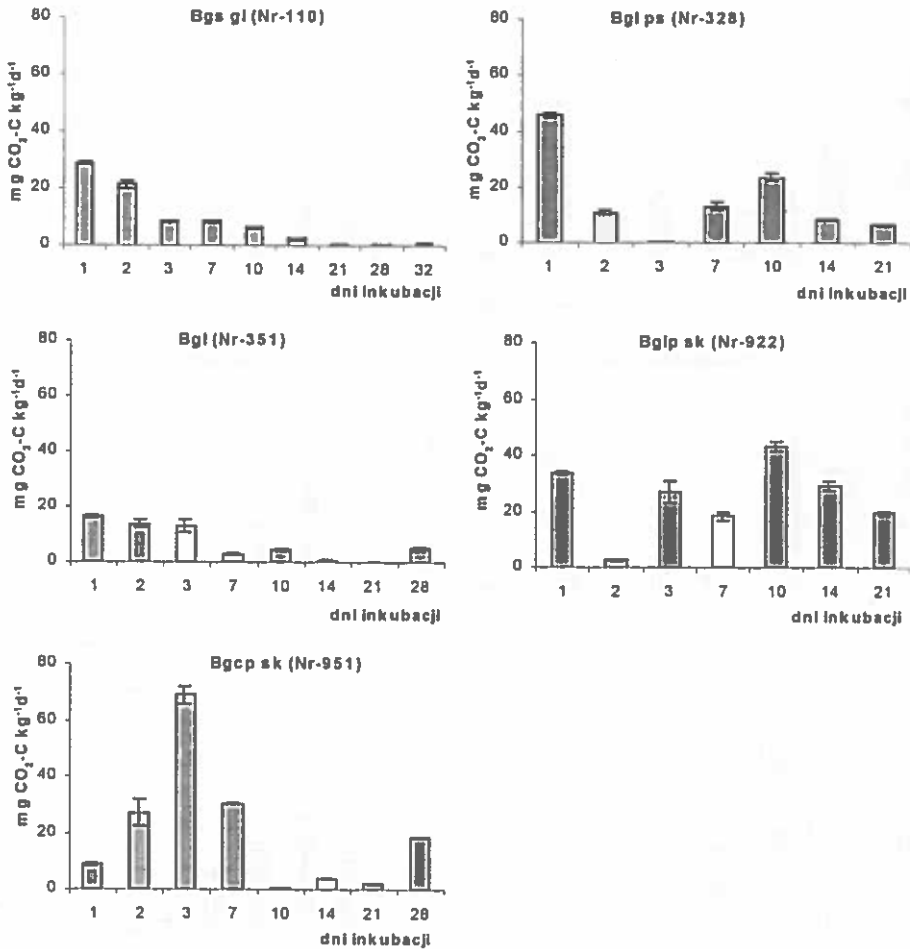 Bgs gl (Nr-110)
mg CO₂-C kg⁻¹d⁻¹
80
60
40
20
0
1 2 3 7 10 14 21 28 32
dni inkubacji
Bgl ps (Nr-328)
mg CO₂-C kg⁻¹d⁻¹
80
60
40
20
0
1 2 3 7 10 14 21
dni inkubacji
Bgl (Nr-351)
mg CO₂-C kg⁻¹d⁻¹
80
60
40
20
0
1 2 3 7 10 14 21 28
dni inkubacji
Bglp sk (Nr-922)
mg CO₂-C kg⁻¹d⁻¹
80
60
40
20
0
1 2 3 7 10 14 21
dni inkubacji
Bgcp sk (Nr-951)
mg CO₂-C kg⁻¹d⁻¹
80
60
40
20
0
1 2 3 7 10 14 21 28
dni inkubacji